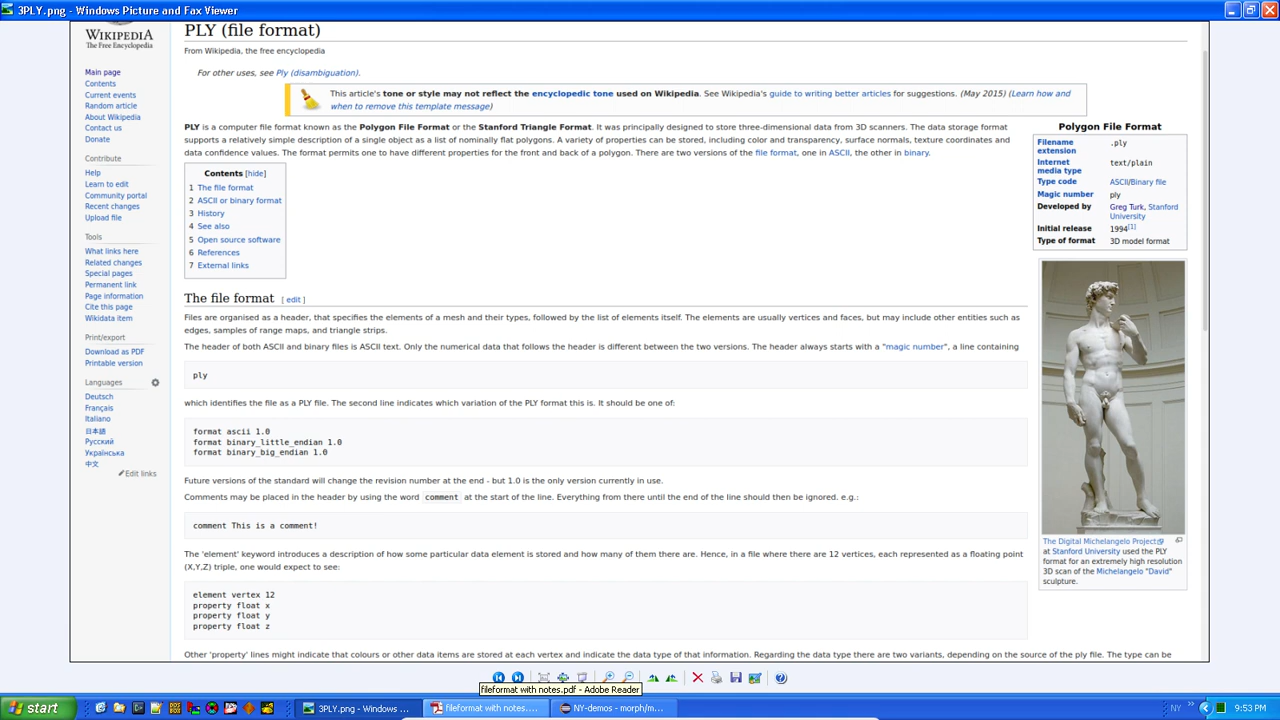 3PLY.png - Windows Picture and Fax Viewer
WIKIPEDIA
The Free Encyclopedia
Main page
Contents
Current events
Random article
About Wikipedia
Contact us
Donate
Contribute
Help
Learn to edit
Community portal
Recent changes
Upload file
Tools
What links here
Related changes
Special pages
Permanent link
Page information
Cite this page
Wikidata item
Print/export
Download as PDF
Printable version
Languages
Deutsch
Français
Italiano
日本語
Русский
Українська
中文
Edit links
PLY (file format)
From Wikipedia, the free encyclopedia
For other uses, see Ply (disambiguation).
This article's tone or style may not reflect the encyclopedic tone used on Wikipedia. See Wikipedia's guide to writing better articles for suggestions. (May 2015) (Learn how and
when to remove this template message)
PLY is a computer file format known as the Polygon File Format or the Stanford Triangle Format. It was principally designed to store three-dimensional data from 3D scanners. The data storage format
supports a relatively simple description of a single object as a list of nominally flat polygons. A variety of properties can be stored, including color and transparency, surface normals, texture coordinates and
data confidence values. The format permits one to have different properties for the front and back of a polygon. There are two versions of the file format, one in ASCII, the other in binary.
Contents [hide]
1 The file format
2 ASCII or binary format
3 History
4 See also
5 Open source software
6 References
7 External links
The file format [ edit ]
Files are organised as a header, that specifies the elements of a mesh and their types, followed by the list of elements itself. The elements are usually vertices and faces, but may include other entities such as
edges, samples of range maps, and triangle strips.
The header of both ASCII and binary files is ASCII text. Only the numerical data that follows the header is different between the two versions. The header always starts with a "magic number", a line containing
ply
which identifies the file as a PLY file. The second line indicates which variation of the PLY format this is. It should be one of:
format ascii 1.0
format binary_little_endian 1.0
format binary_big_endian 1.0
Future versions of the standard will change the revision number at the end - but 1.0 is the only version currently in use.
Comments may be placed in the header by using the word comment at the start of the line. Everything from there until the end of the line should then be ignored. e.g.:
comment This is a comment!
The 'element' keyword introduces a description of how some particular data element is stored and how many of them there are. Hence, in a file where there are 12 vertices, each represented as a floating point
(X,Y,Z) triple, one would expect to see:
element vertex 12
property float x
property float y
property float z
Other 'property' lines might indicate that colours or other data items are stored at each vertex and indicate the data type of that information. Regarding the data type there are two variants, depending on the source of the ply file. The type can be
Polygon File Format
Filename extension .ply
Internet media type text/plain
Type code ASCII/Binary file
Magic number ply
Developed by Greg Turk, Stanford University
Initial release 1994[1]
Type of format 3D model format
The Digital Michelangelo Project
at Stanford University used the PLY
format for an extremely high resolution
3D scan of the Michelangelo "David"
sculpture.
fileformat with notes.pdf - Adobe Reader
start
3PLY.png - Windows ...
fileformat with notes....
NY-demos - morph/m...
NY
9:53 PM